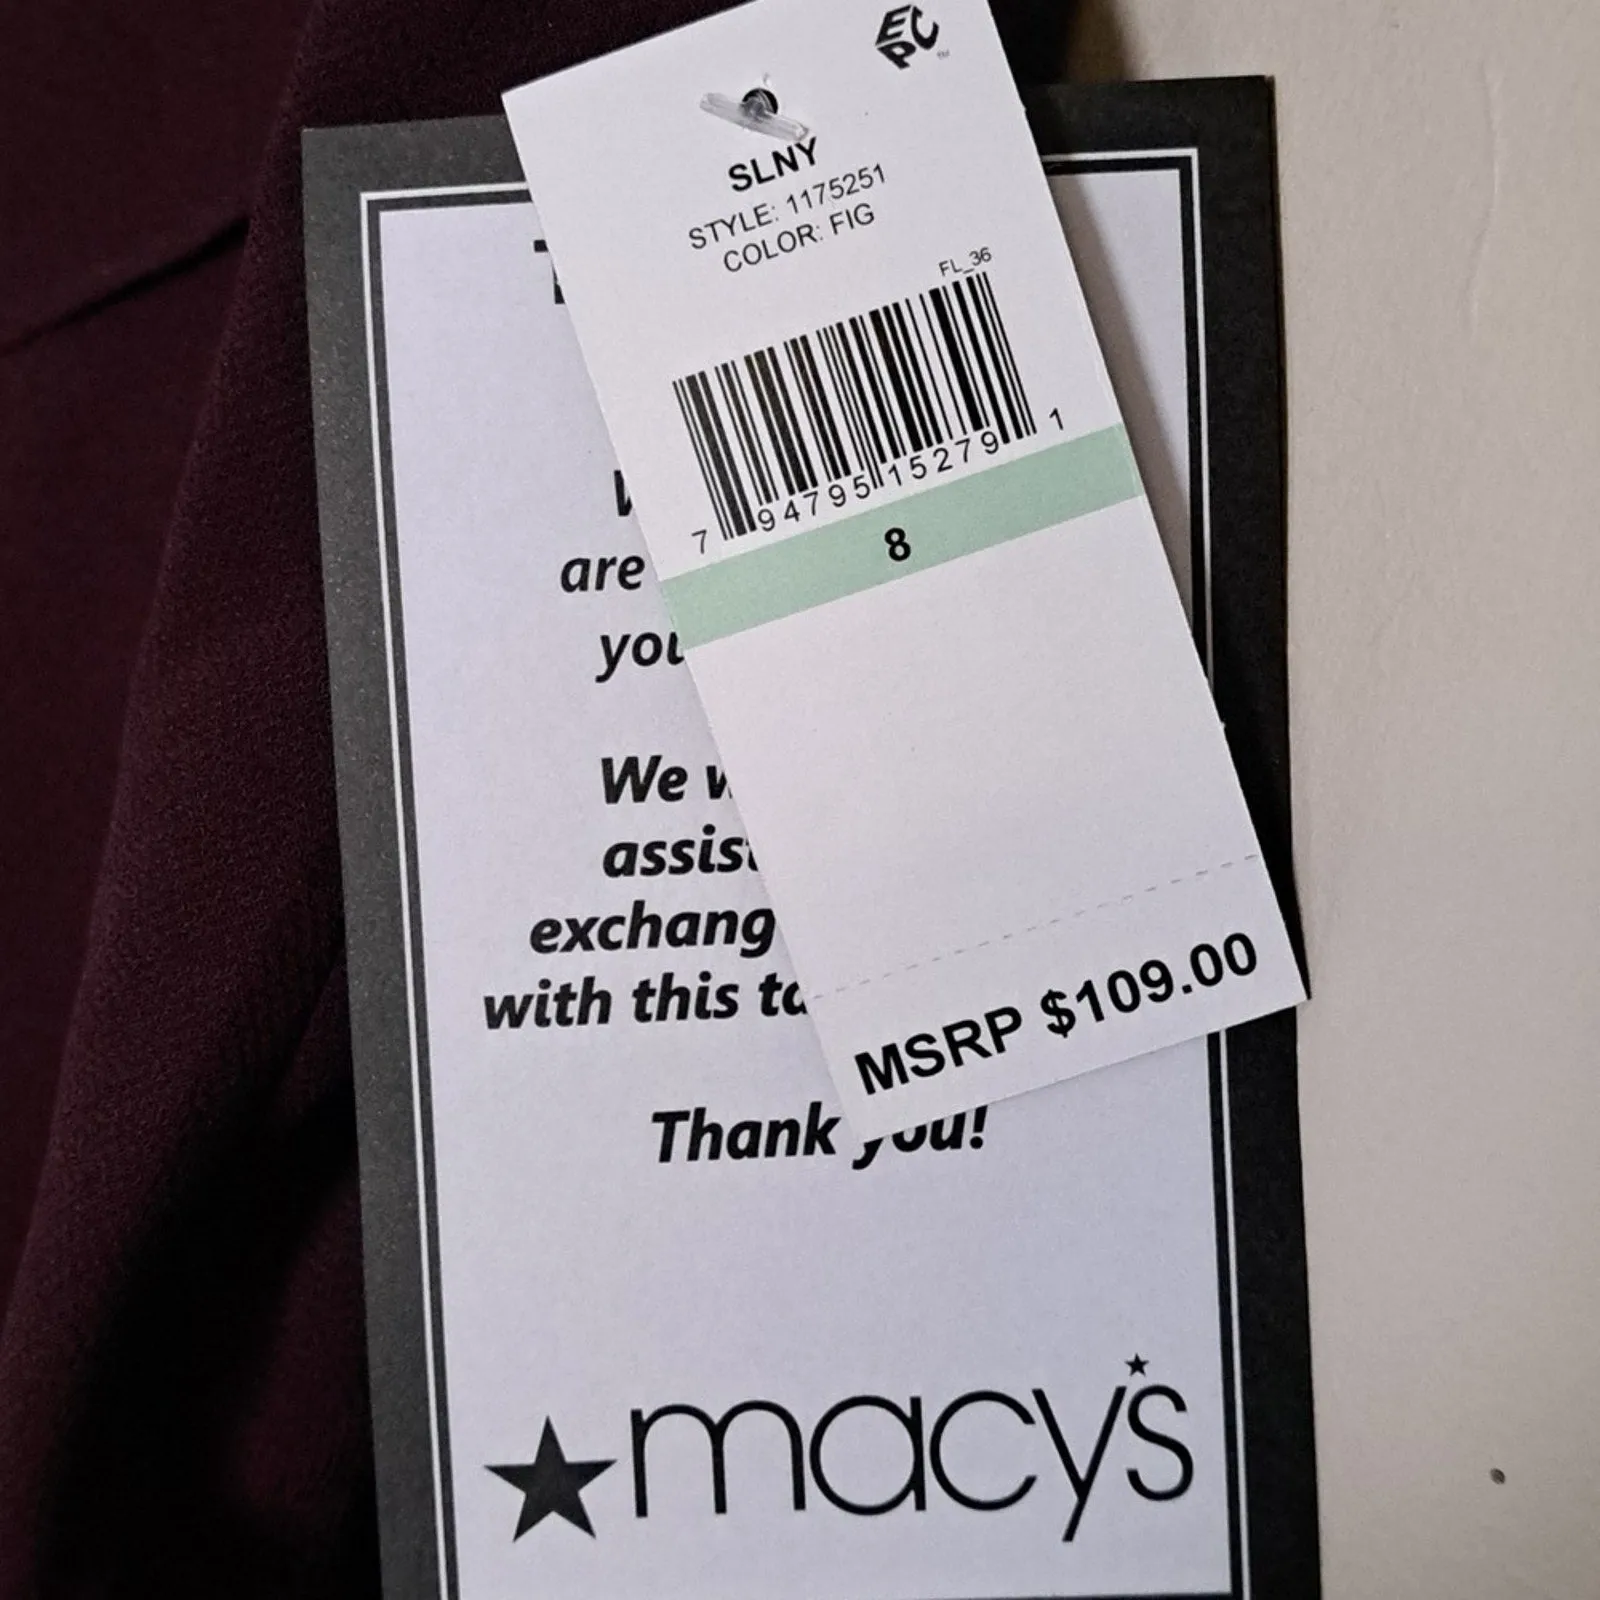 EPC
SLNY
STYLE: 1175251
COLOR: FIG
FL_36
7 94795 15279 1
8
MSRP $109.00
are
We
assis
exchang
with this
Thank you!
macy's